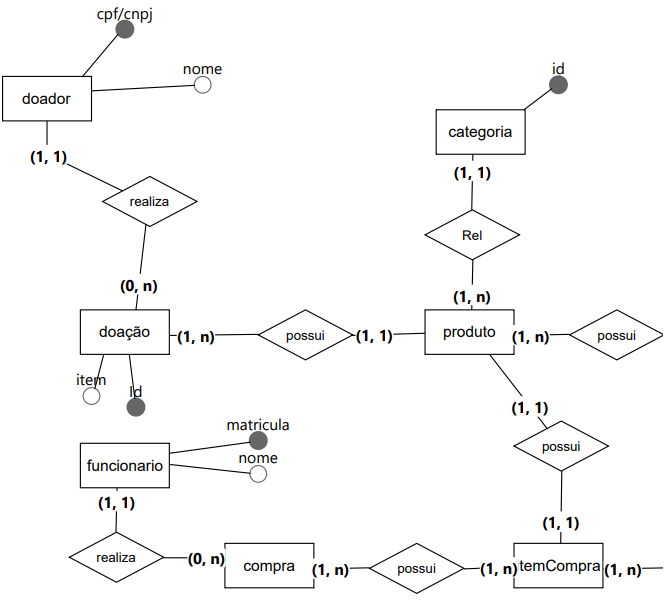 cpf/cnpj
nome
doador
id
categoria
(1, 1)
(1, 1)
realiza
Rel
(0, n)
(1, n)
doação
(1, n)
possui
(1, 1)
produto
(1, n)
possui
item
Id
(1, 1)
matricula
nome
funcionario
possui
(1, 1)
(1, 1)
realiza
(0, n)
compra
(1, n)
possui
(1, n)
temCompra
(1, n)